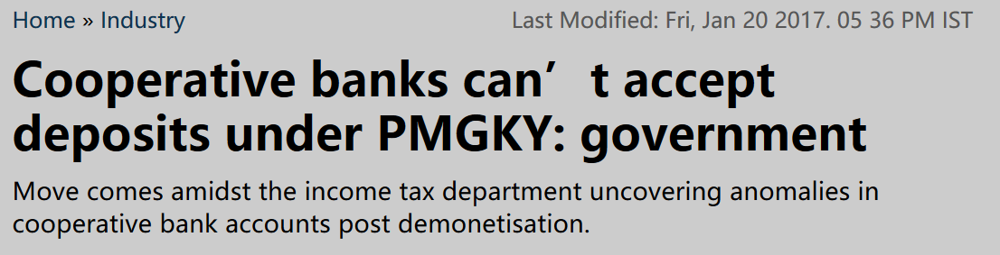 Home » Industry
Last Modified: Fri, Jan 20 2017. 05 36 PM IST
Cooperative banks can’t accept
deposits under PMGKY: government
Move comes amidst the income tax department uncovering anomalies in
cooperative bank accounts post demonetisation.